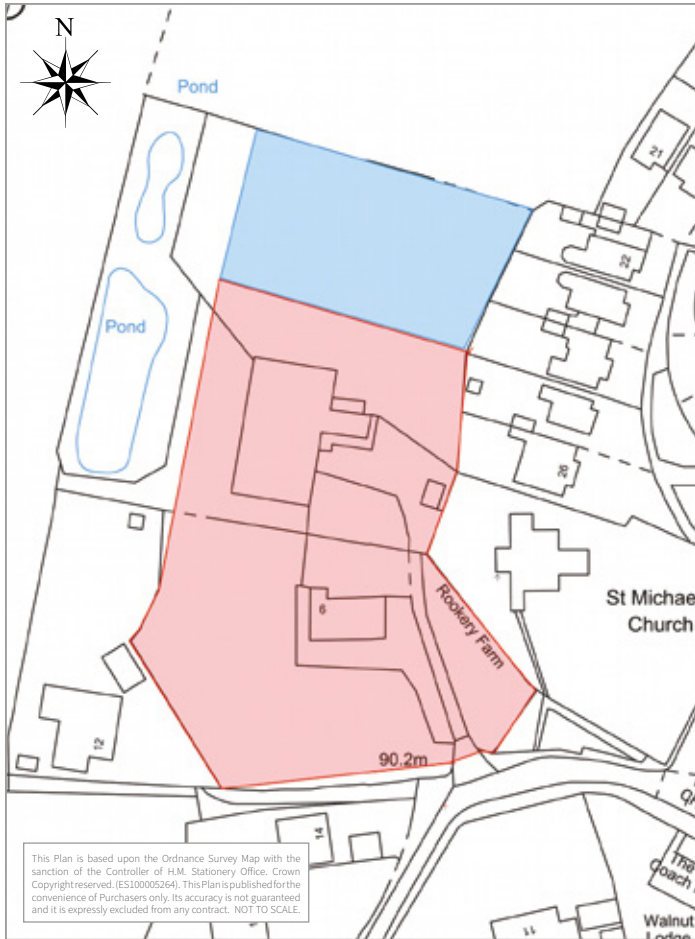 N
Pond
21
22
Pond
26
Rookery Farm
6
St Michae
Church
12
90.2m
14
The
Coach
11
Walnut
Lodge
This Plan is based upon the Ordnance Survey Map with the
sanction of the Controller of H.M. Stationery Office. Crown
Copyright reserved. (ES100005264). This Plan is published for the
convenience of Purchasers only. Its accuracy is not guaranteed
and it is expressly excluded from any contract. NOT TO SCALE.